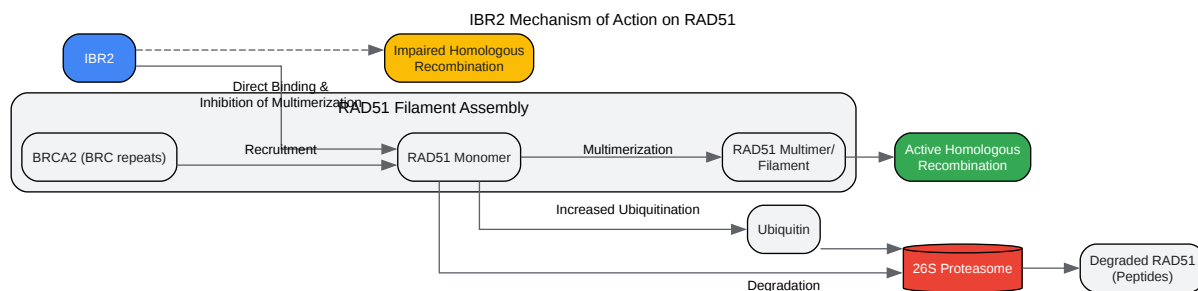 IBR2 Mechanism of Action on RAD51
IBR2
Impaired Homologous
Recombination
Direct Binding &
Inhibition of Multimerization
RAD51 Filament Assembly
BRCA2 (BRC repeats)
Recruitment
RAD51 Monomer
Multimerization
RAD51 Multimer/
Filament
Active Homologous
Recombination
Increased Ubiquitination
Ubiquitin
26S Proteasome
Degraded RAD51
(Peptides)
Degradation